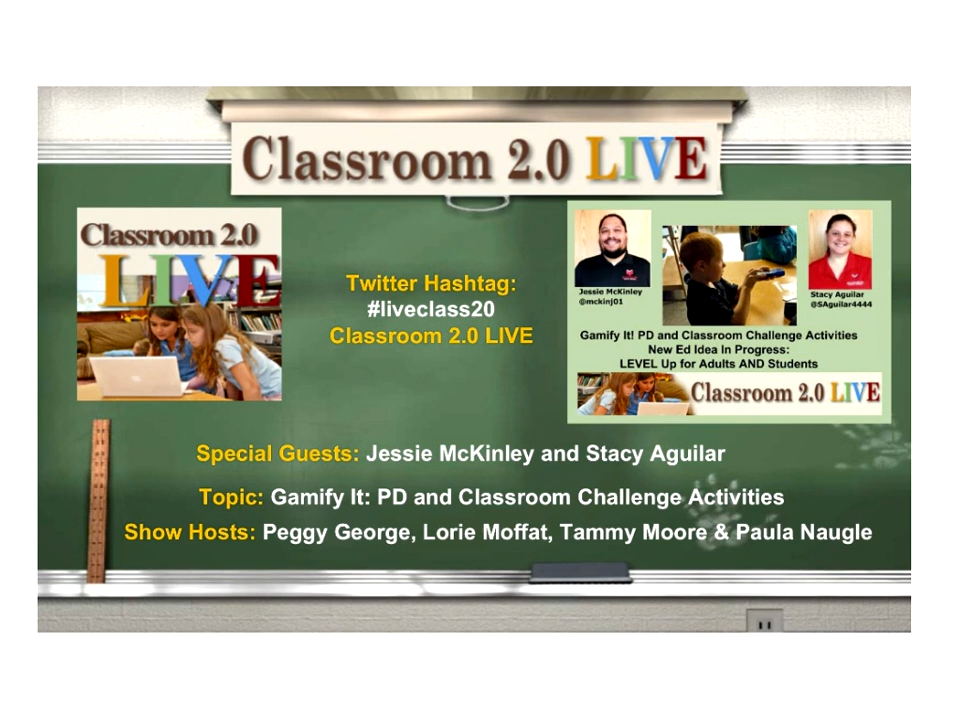 Classroom 2.0 LIVE
Classroom 2.0
LIVE
Twitter Hashtag:
#liveclass20
Classroom 2.0 LIVE
Jessie McKinley
@mckinj01
Stacy Aguilar
@SAguilar4444
Gamify It! PD and Classroom Challenge Activities
New Ed Idea In Progress:
LEVEL Up for Adults AND Students
Classroom 2.0 LIVE
Special Guests: Jessie McKinley and Stacy Aguilar
Topic: Gamify It: PD and Classroom Challenge Activities
Show Hosts: Peggy George, Lorie Moffat, Tammy Moore & Paula Naugle